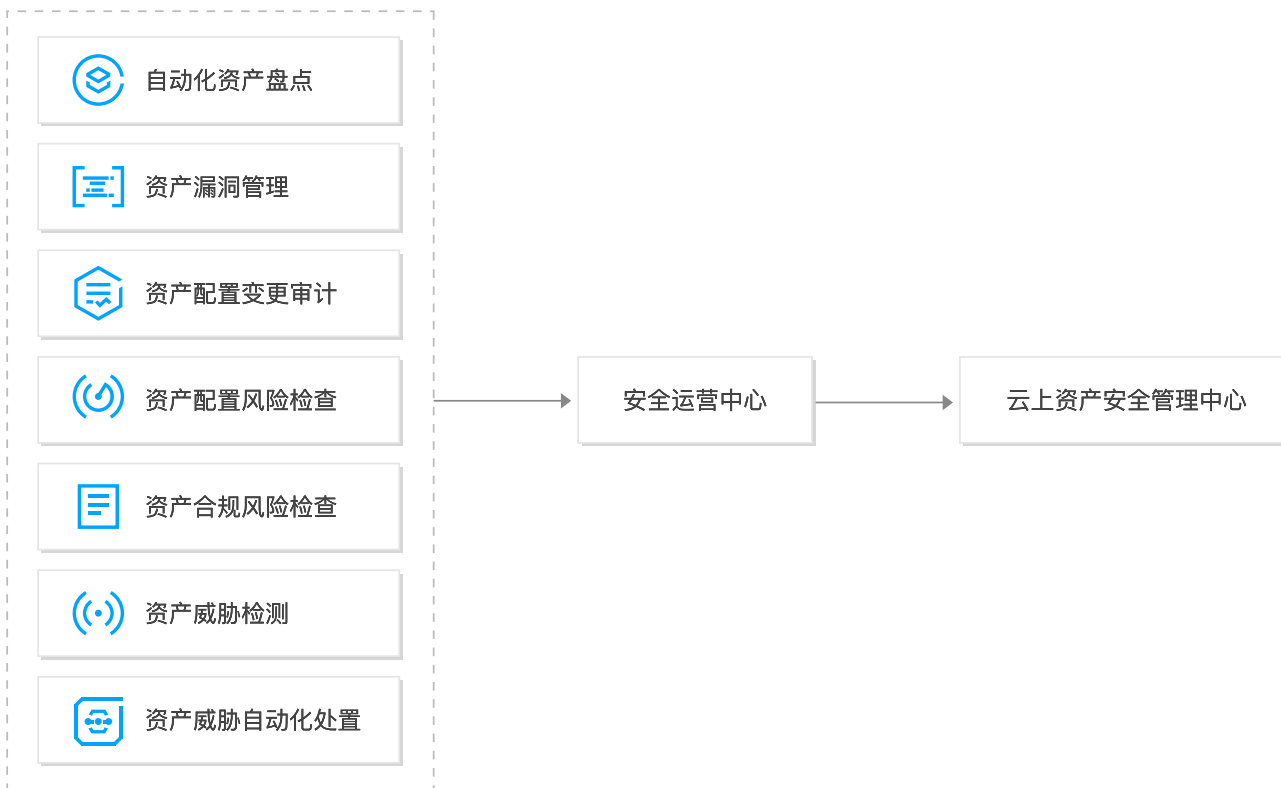 自动化资产盘点
资产漏洞管理
资产配置变更审计
资产配置风险检查
资产合规风险检查
资产威胁检测
资产威胁自动化处置
安全运营中心
云上资产安全管理中心